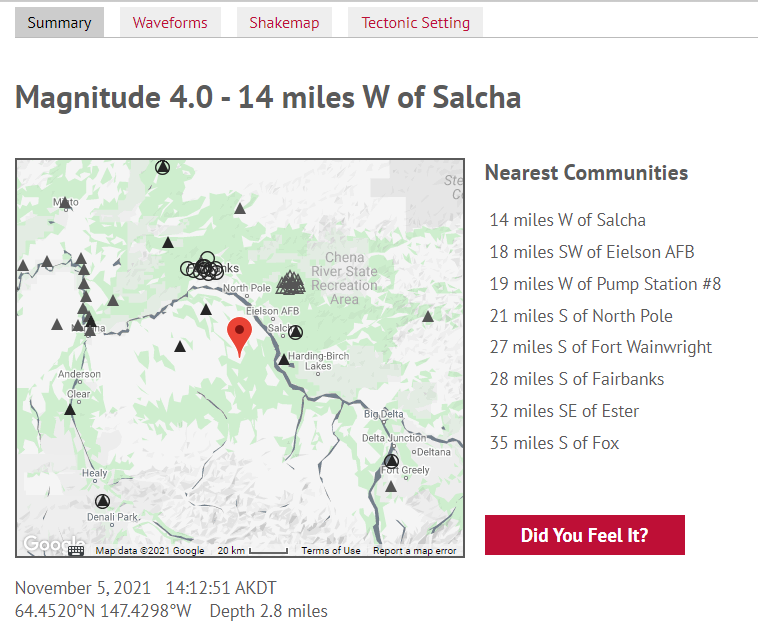 Summary
Waveforms
Shakemap
Tectonic Setting
Magnitude 4.0 - 14 miles W of Salcha
Chena
River State
Recreation
Area
North Pole
Eielson AFB
Harding-Birch
Lakes
Anderson
Clear
Big Delta
Delta Junction
Deltana
Fort Greely
Healy
Denali Park
Google
Map data ©2021 Google
20 km
Terms of Use
Report a map error
Nearest Communities
14 miles W of Salcha
18 miles SW of Eielson AFB
19 miles W of Pump Station #8
21 miles S of North Pole
27 miles S of Fort Wainwright
28 miles S of Fairbanks
32 miles SE of Ester
35 miles S of Fox
Did You Feel It?
November 5, 2021 14:12:51 AKDT
64.4520°N 147.4298°W Depth 2.8 miles